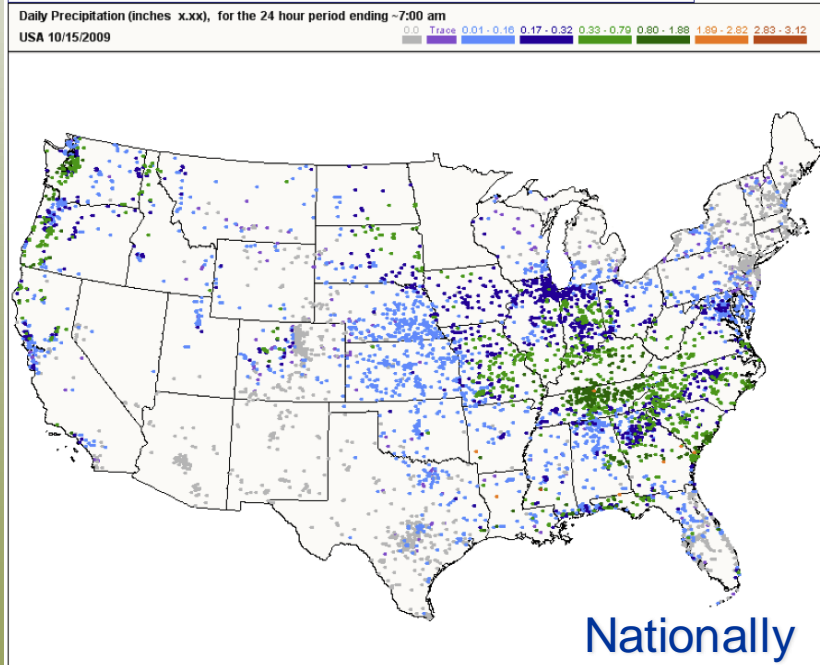 Daily Precipitation (inches x.xx), for the 24 hour period ending ~7:00 am
USA 10/15/2009
0.0 Trace 0.01 - 0.16 0.17 - 0.32 0.33 - 0.79 0.80 - 1.88 1.89 - 2.82 2.83 - 3.12
Nationally